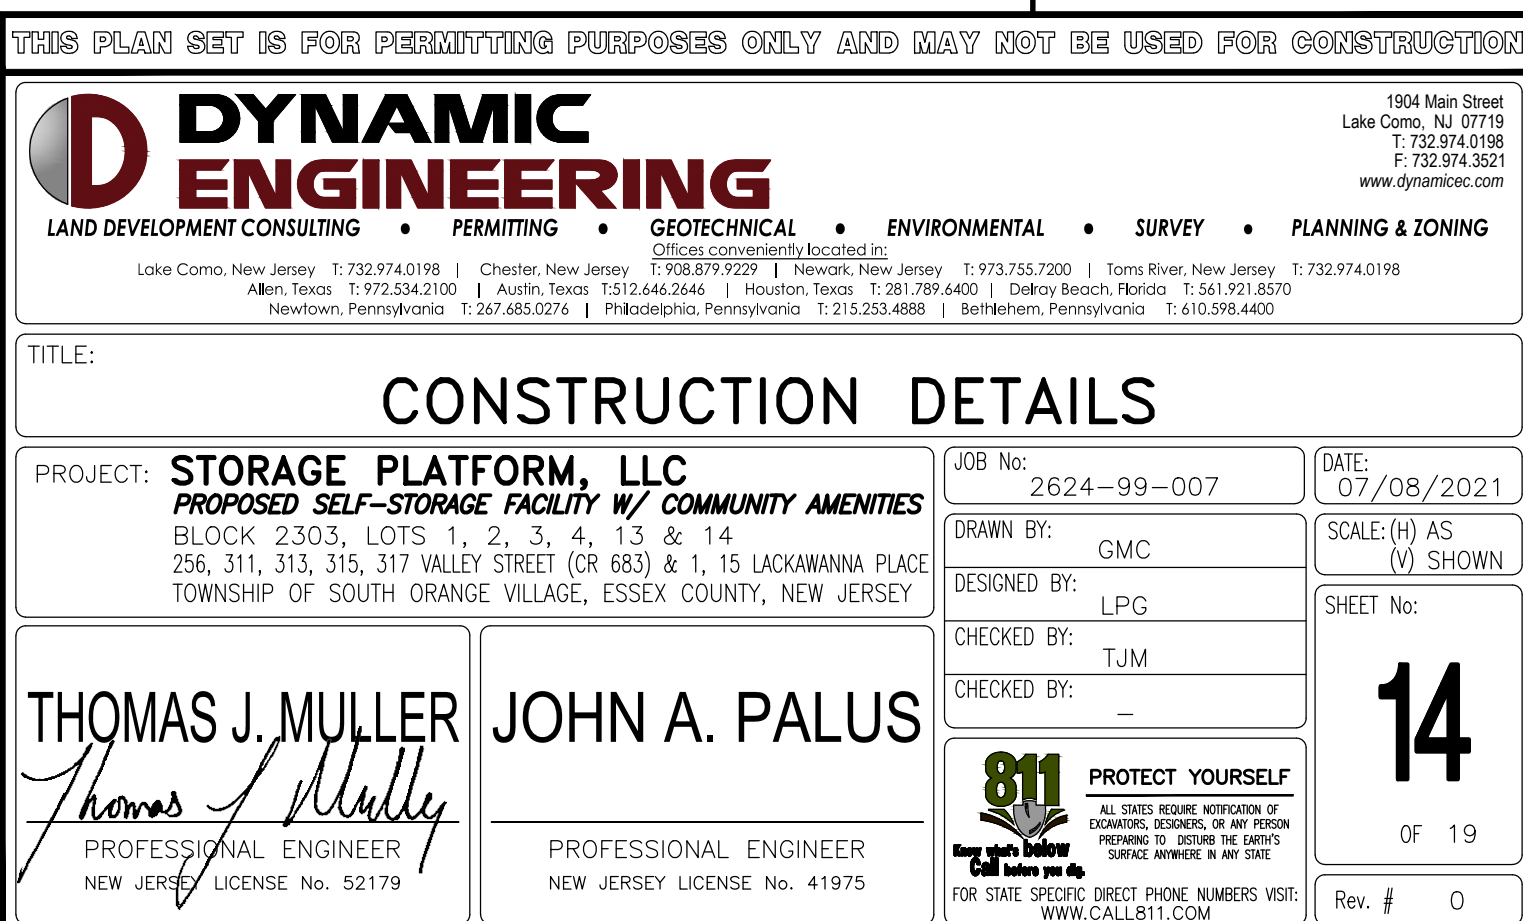 THIS PLAN SET IS FOR PERMITTING PURPOSES ONLY AND MAY NOT BE USED FOR CONSTRUCTION
DYNAMIC
ENGINEERING
1904 Main Street
Lake Como, NJ 07719
T: 732.974.0198
F: 732.974.3521
www.dynamicec.com
LAND DEVELOPMENT CONSULTING • PERMITTING • GEOTECHNICAL • ENVIRONMENTAL • SURVEY • PLANNING & ZONING
Offices conveniently located in:
Lake Como, New Jersey T: 732.974.0198 | Chester, New Jersey T: 908.879.9229 | Newark, New Jersey T: 973.755.7200 | Toms River, New Jersey T: 732.974.0198
Allen, Texas T: 972.534.2100 | Austin, Texas T:512.646.2646 | Houston, Texas T: 281.789.6400 | Delray Beach, Florida T: 561.921.8570
Newtown, Pennsylvania T: 267.685.0276 | Philadelphia, Pennsylvania T: 215.253.4888 | Bethlehem, Pennsylvania T: 610.598.4400
TITLE:
CONSTRUCTION DETAILS
PROJECT: STORAGE PLATFORM, LLC
PROPOSED SELF-STORAGE FACILITY W/ COMMUNITY AMENITIES
BLOCK 2303, LOTS 1, 2, 3, 4, 13 & 14
256, 311, 313, 315, 317 VALLEY STREET (CR 683) & 1, 15 LACKAWANNA PLACE
TOWNSHIP OF SOUTH ORANGE VILLAGE, ESSEX COUNTY, NEW JERSEY
JOB No:
2624-99-007
DATE:
07/08/2021
DRAWN BY:
GMC
DESIGNED BY:
LPG
CHECKED BY:
TJM
CHECKED BY:
-
SCALE: (H) AS
(V) SHOWN
SHEET No:
14
OF 19
Rev. # 0
THOMAS J. MULLER
Thomas J Muller
PROFESSIONAL ENGINEER
NEW JERSEY LICENSE No. 52179
JOHN A. PALUS
PROFESSIONAL ENGINEER
NEW JERSEY LICENSE No. 41975
811
Know what's below
Call before you dig.
PROTECT YOURSELF
ALL STATES REQUIRE NOTIFICATION OF
EXCAVATORS, DESIGNERS, OR ANY PERSON
PREPARING TO DISTURB THE EARTH'S
SURFACE ANYWHERE IN ANY STATE
FOR STATE SPECIFIC DIRECT PHONE NUMBERS VISIT:
WWW.CALL811.COM